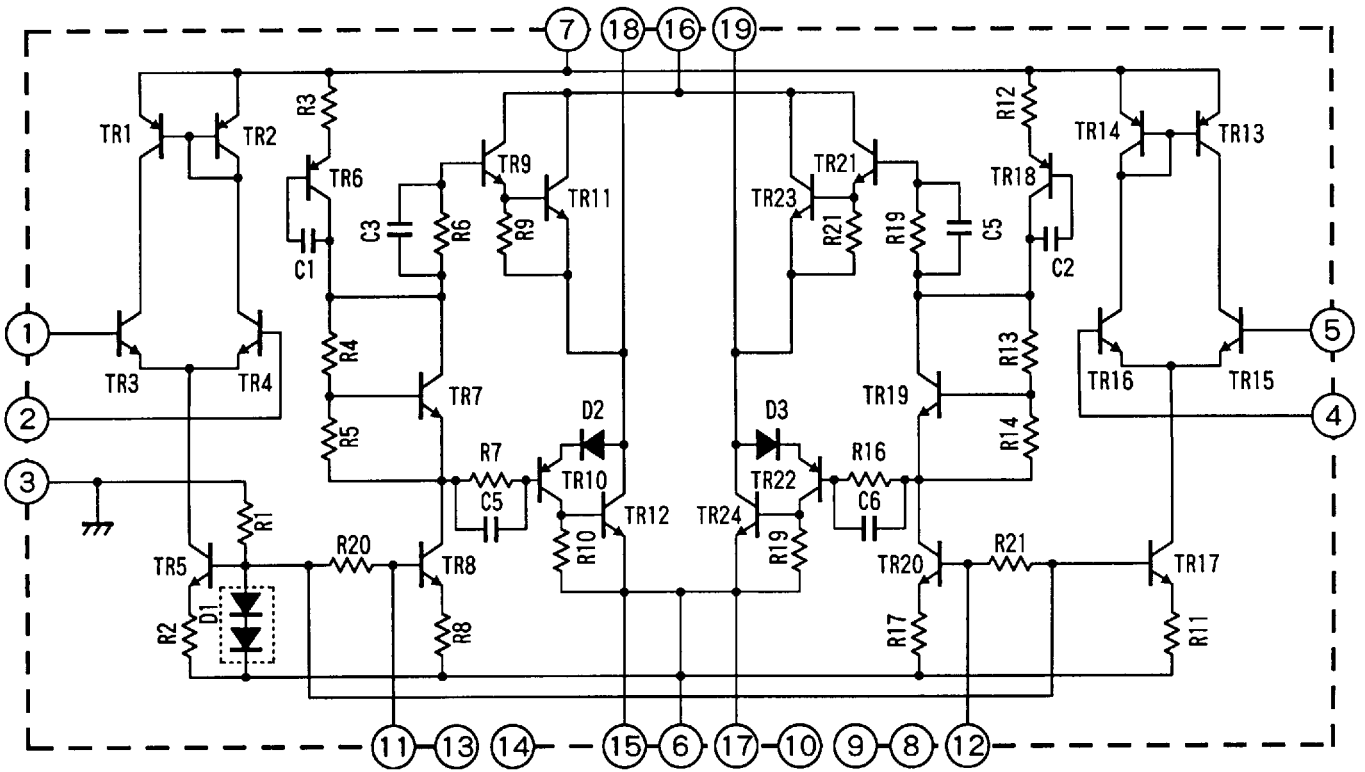 7 18 16 19
R3 R12
TR1 TR2 TR14 TR13
TR9 TR21
TR6 TR18
TR11 TR23
C3 R6 R9 R21 R19 C5
C1 C2
1 5
R4 R13
TR3 TR4 TR16 TR15
TR7 TR19
2 D2 D3 4
R5 R14
R7 R16
3 TR10 TR22
C5 C6
TR12 TR24
R1 R10 R19
R20 R21
TR5 TR8 TR20 TR17
D1
R2 R8 R17 R11
11 13 14 15 6 17 10 9 8 12